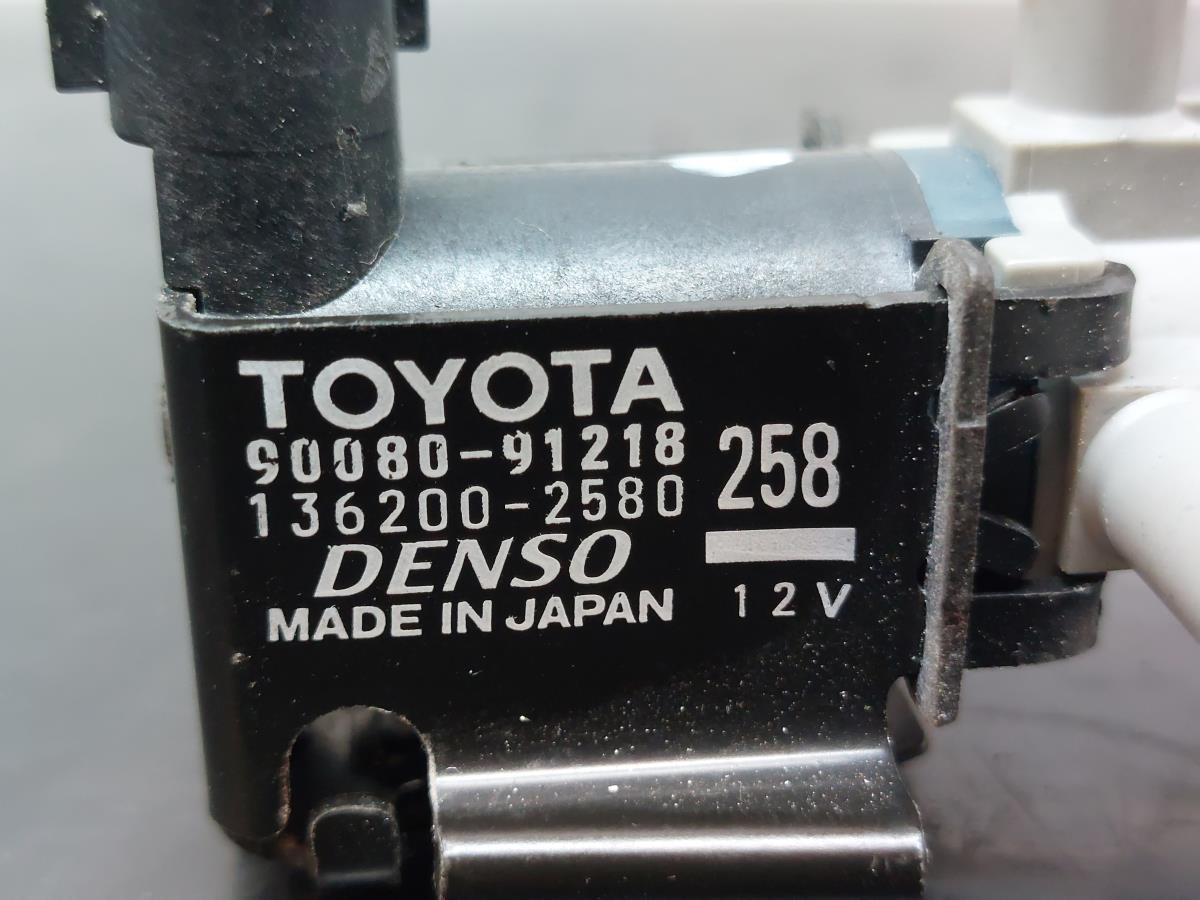 TOYOTA
90080-91218
136200-2580
258
DENSO
MADE IN JAPAN
12V